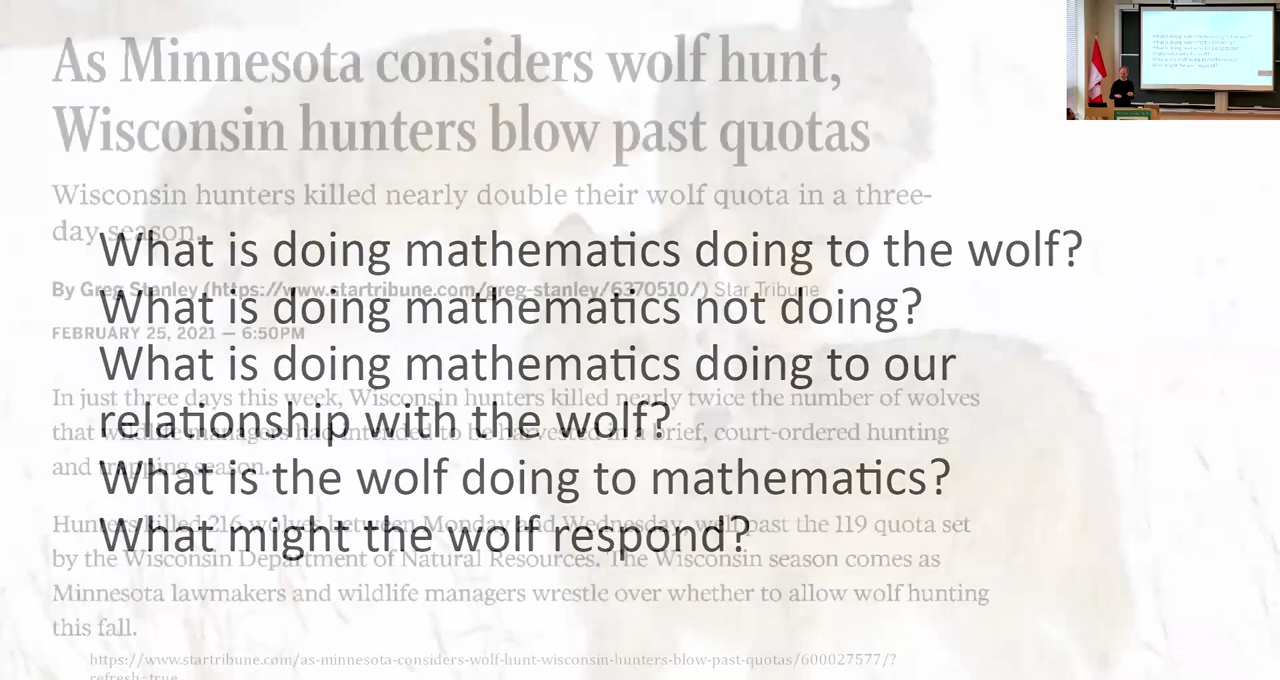 As Minnesota considers wolf hunt,
Wisconsin hunters blow past quotas
Wisconsin hunters killed nearly double their wolf quota in a three-
day season.
What is doing mathematics doing to the wolf?
By Greg Stanley (https://www.startribune.com/greg-stanley/6370510/) Star Tribune
What is doing mathematics not doing?
FEBRUARY 25, 2021 — 6:50PM
What is doing mathematics doing to our
In just three days this week, Wisconsin hunters killed nearly twice the number of wolves
relationship with the wolf?
that wildlife managers had intended to be harvested in a brief, court-ordered hunting
and trapping season.
What is the wolf doing to mathematics?
Hunters killed 216 wolves between Monday and Wednesday, well past the 119 quota set
What might the wolf respond?
by the Wisconsin Department of Natural Resources. The Wisconsin season comes as
Minnesota lawmakers and wildlife managers wrestle over whether to allow wolf hunting
this fall.
https://www.startribune.com/as-minnesota-considers-wolf-hunt-wisconsin-hunters-blow-past-quotas/600027577/?
refresh=true